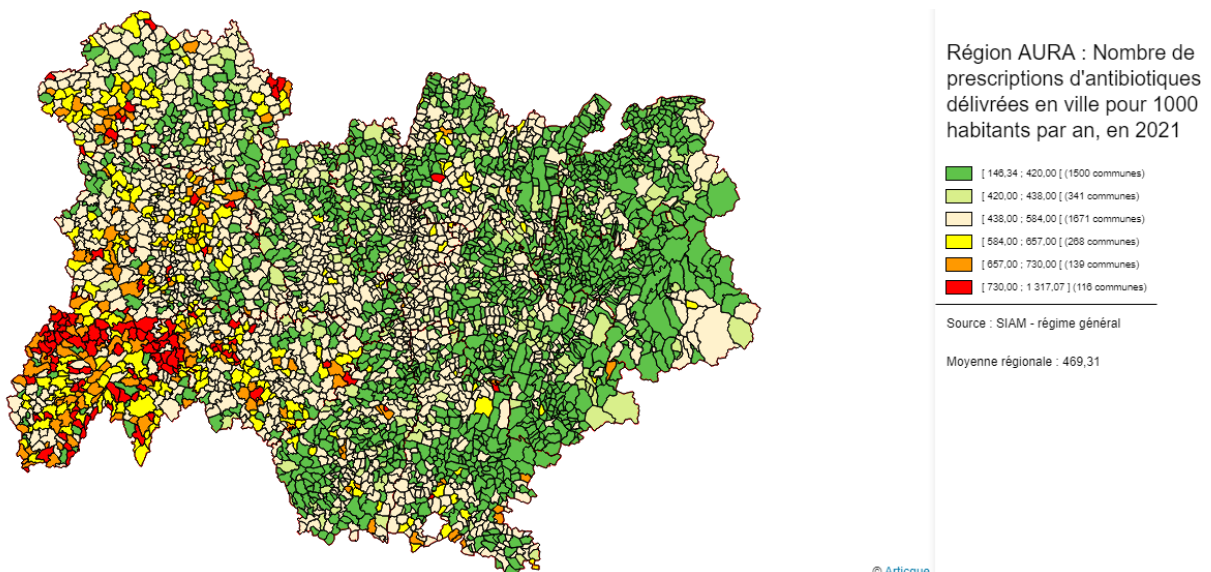 Région AURA : Nombre de
prescriptions d'antibiotiques
délivrées en ville pour 1000
habitants par an, en 2021
[ 146,34 ; 420,00 [ (1500 communes)
[ 420,00 ; 438,00 [ (341 communes)
[ 438,00 ; 584,00 [ (1671 communes)
[ 584,00 ; 657,00 [ (268 communes)
[ 657,00 ; 730,00 [ (139 communes)
[ 730,00 ; 1 317,07 ] (116 communes)
Source : SIAM - régime général
Moyenne régionale : 469,31
© Articque